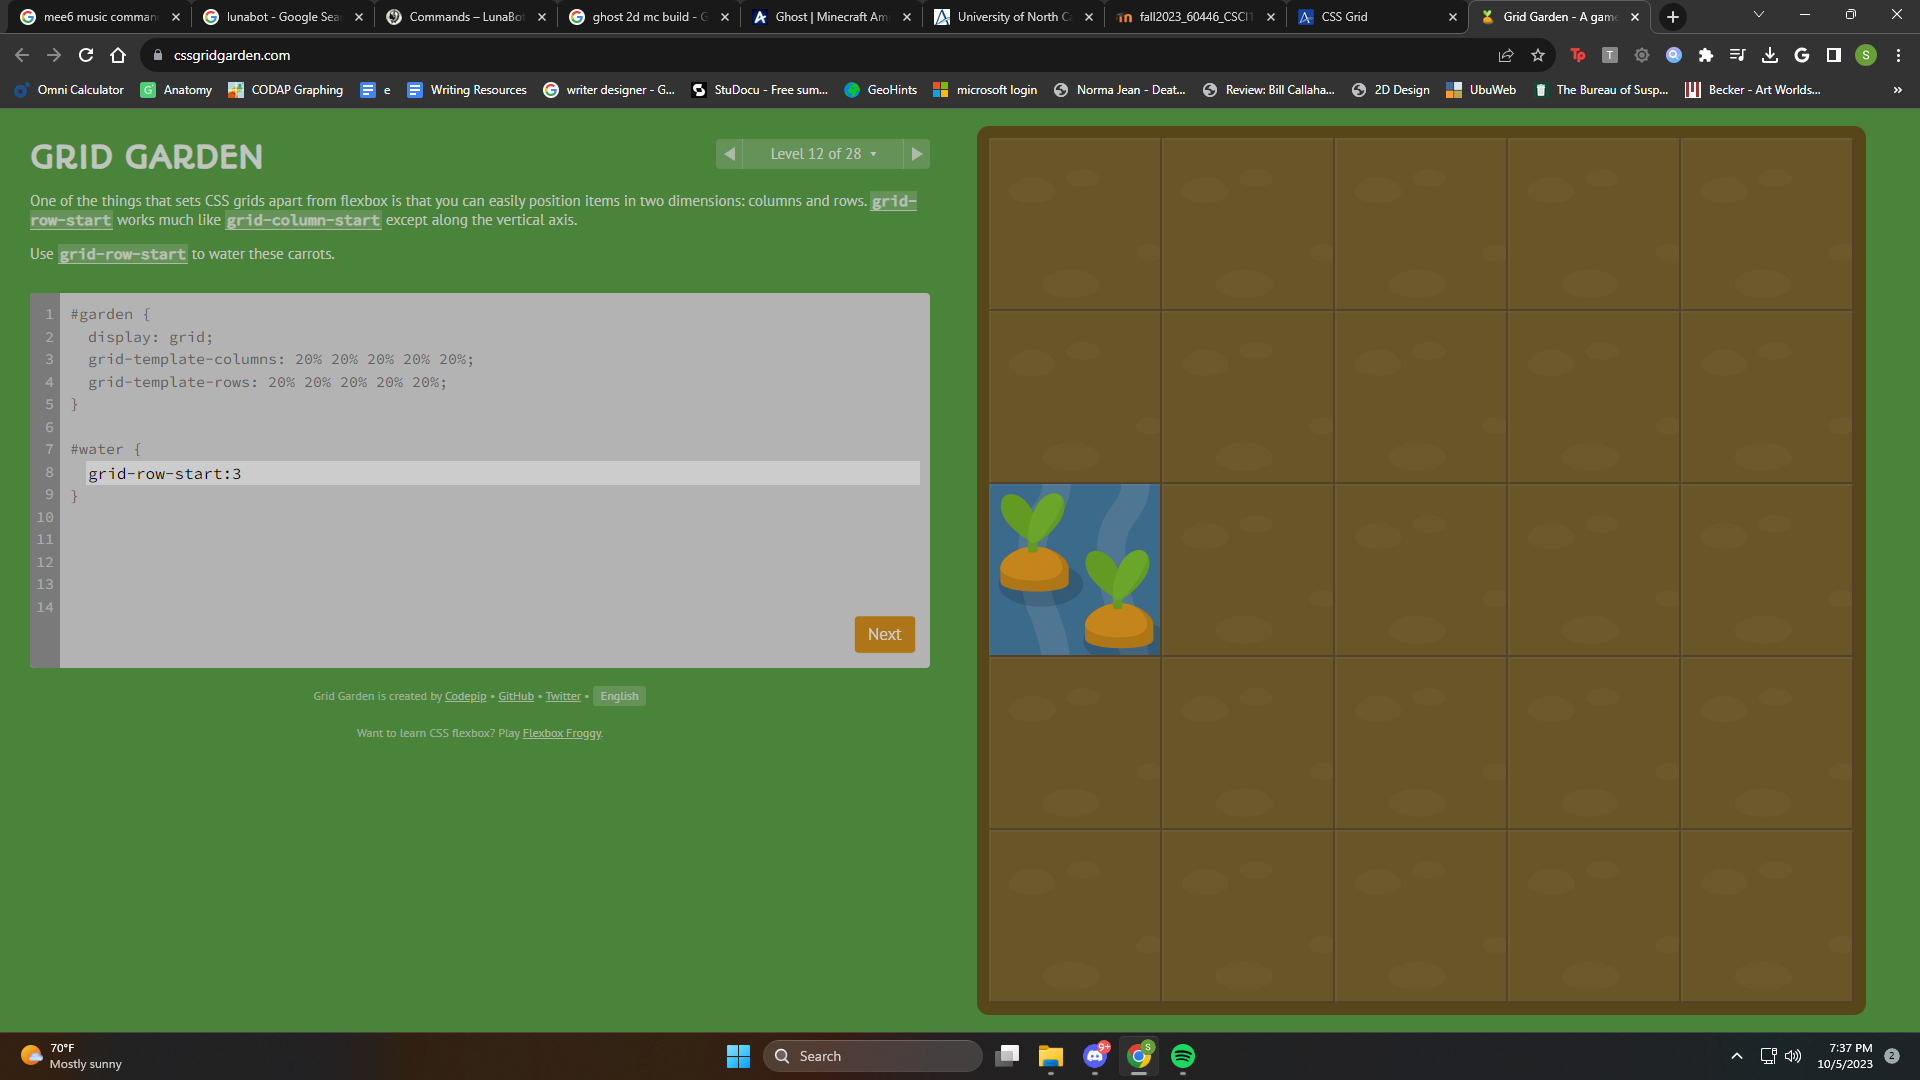 mee6 music comman
lunabot - Google Sea
Commands – LunaBo
ghost 2d mc build - G
Ghost | Minecraft Am
University of North C
fall2023_60446_CSCI
CSS Grid
Grid Garden - A game
cssgridgarden.com
Omni Calculator
Anatomy
CODAP Graphing
e
Writing Resources
writer designer - G...
StuDocu - Free sum...
GeoHints
microsoft login
Norma Jean - Deat...
Review: Bill Callaha...
2D Design
UbuWeb
The Bureau of Susp...
Becker - Art Worlds...
»
GRID GARDEN
Level 12 of 28
One of the things that sets CSS grids apart from flexbox is that you can easily position items in two dimensions: columns and rows. grid-
row-start works much like grid-column-start except along the vertical axis.
Use grid-row-start to water these carrots.
1 #garden {
2 display: grid;
3 grid-template-columns: 20% 20% 20% 20% 20%;
4 grid-template-rows: 20% 20% 20% 20% 20%;
5 }
6
7 #water {
8 grid-row-start:3
9 }
10
11
12
13
14
Next
Grid Garden is created by Codepip • GitHub • Twitter • English
Want to learn CSS flexbox? Play Flexbox Froggy.
70°F
Mostly sunny
Search
9+
S
7:37 PM
10/5/2023
2